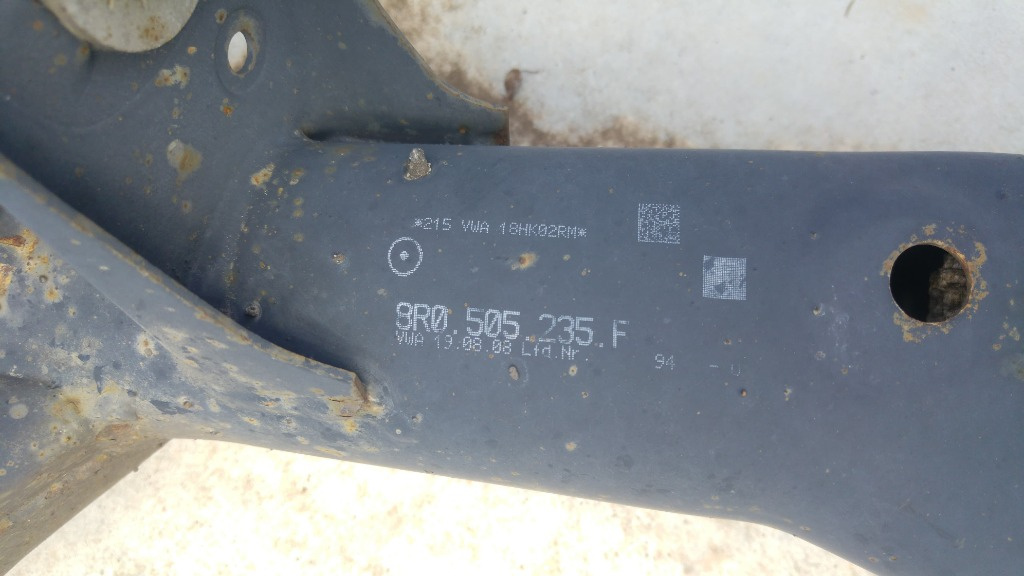 *215 VWA 18HK02RM*
8R0.505.235.F
VWA 19.08.08 Lfd.Nr.
94